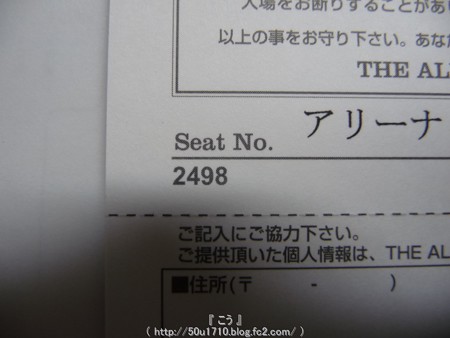 入場をお断りすることがあり
以上の事をお守り下さい。あな
THE AL
Seat No. アリーナ
2498
ご記入にご協力下さい。
ご提供頂いた個人情報は、THE AL
■住所(〒 - )
『 こう 』
( http://50u1710.blog.fc2.com/ )